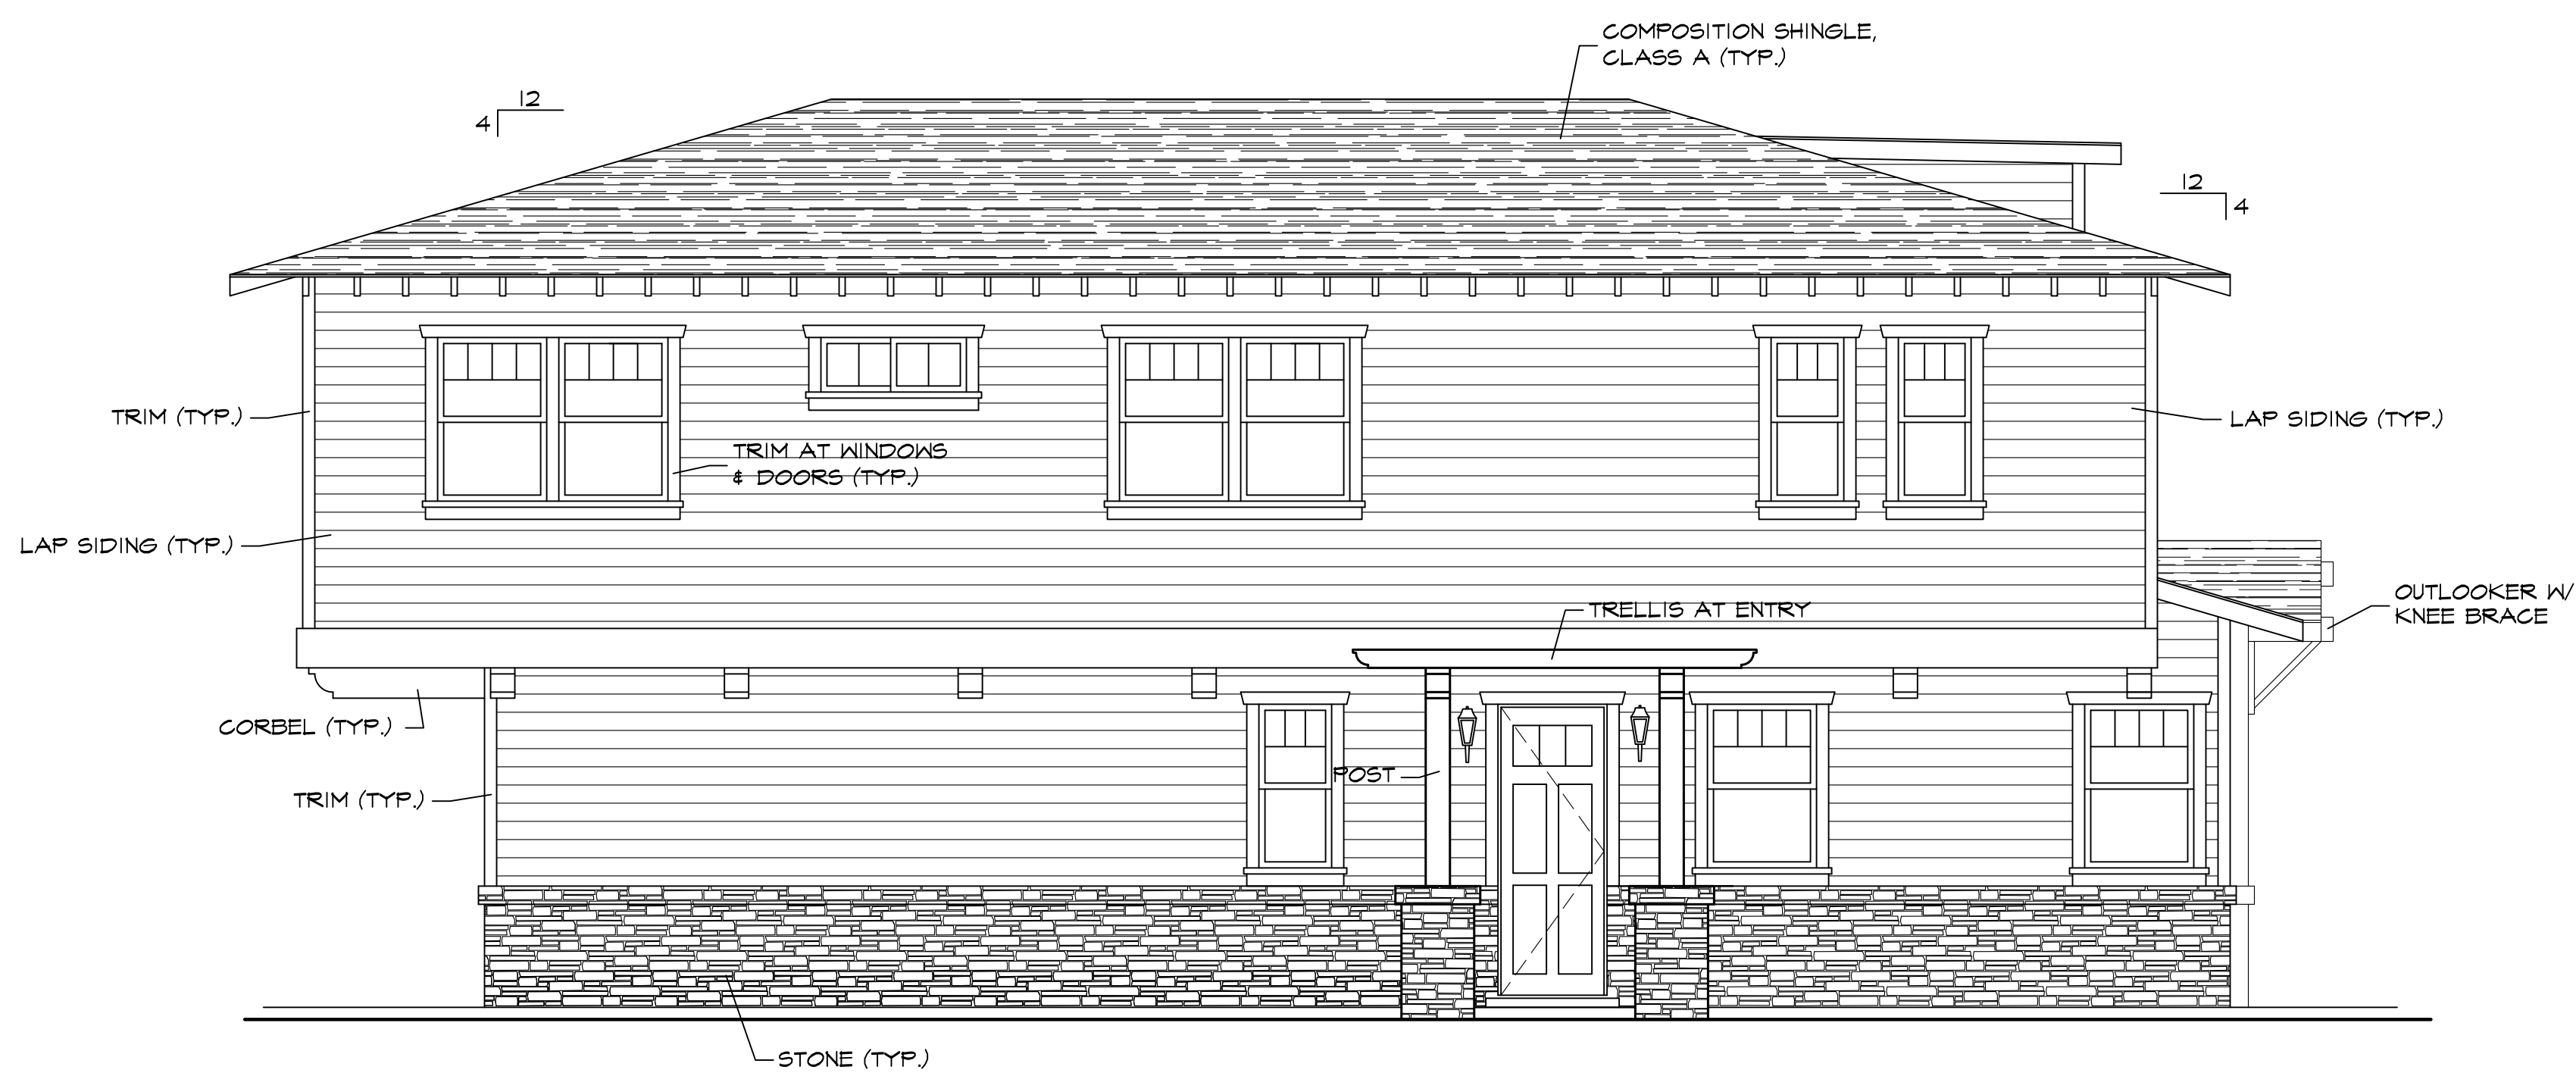 COMPOSITION SHINGLE,
CLASS A (TYP.)
12
4
12
4
TRIM (TYP.)
LAP SIDING (TYP.)
TRIM AT WINDOWS
& DOORS (TYP.)
LAP SIDING (TYP.)
OUTLOOKER W/
KNEE BRACE
TRELLIS AT ENTRY
CORBEL (TYP.)
POST
TRIM (TYP.)
STONE (TYP.)